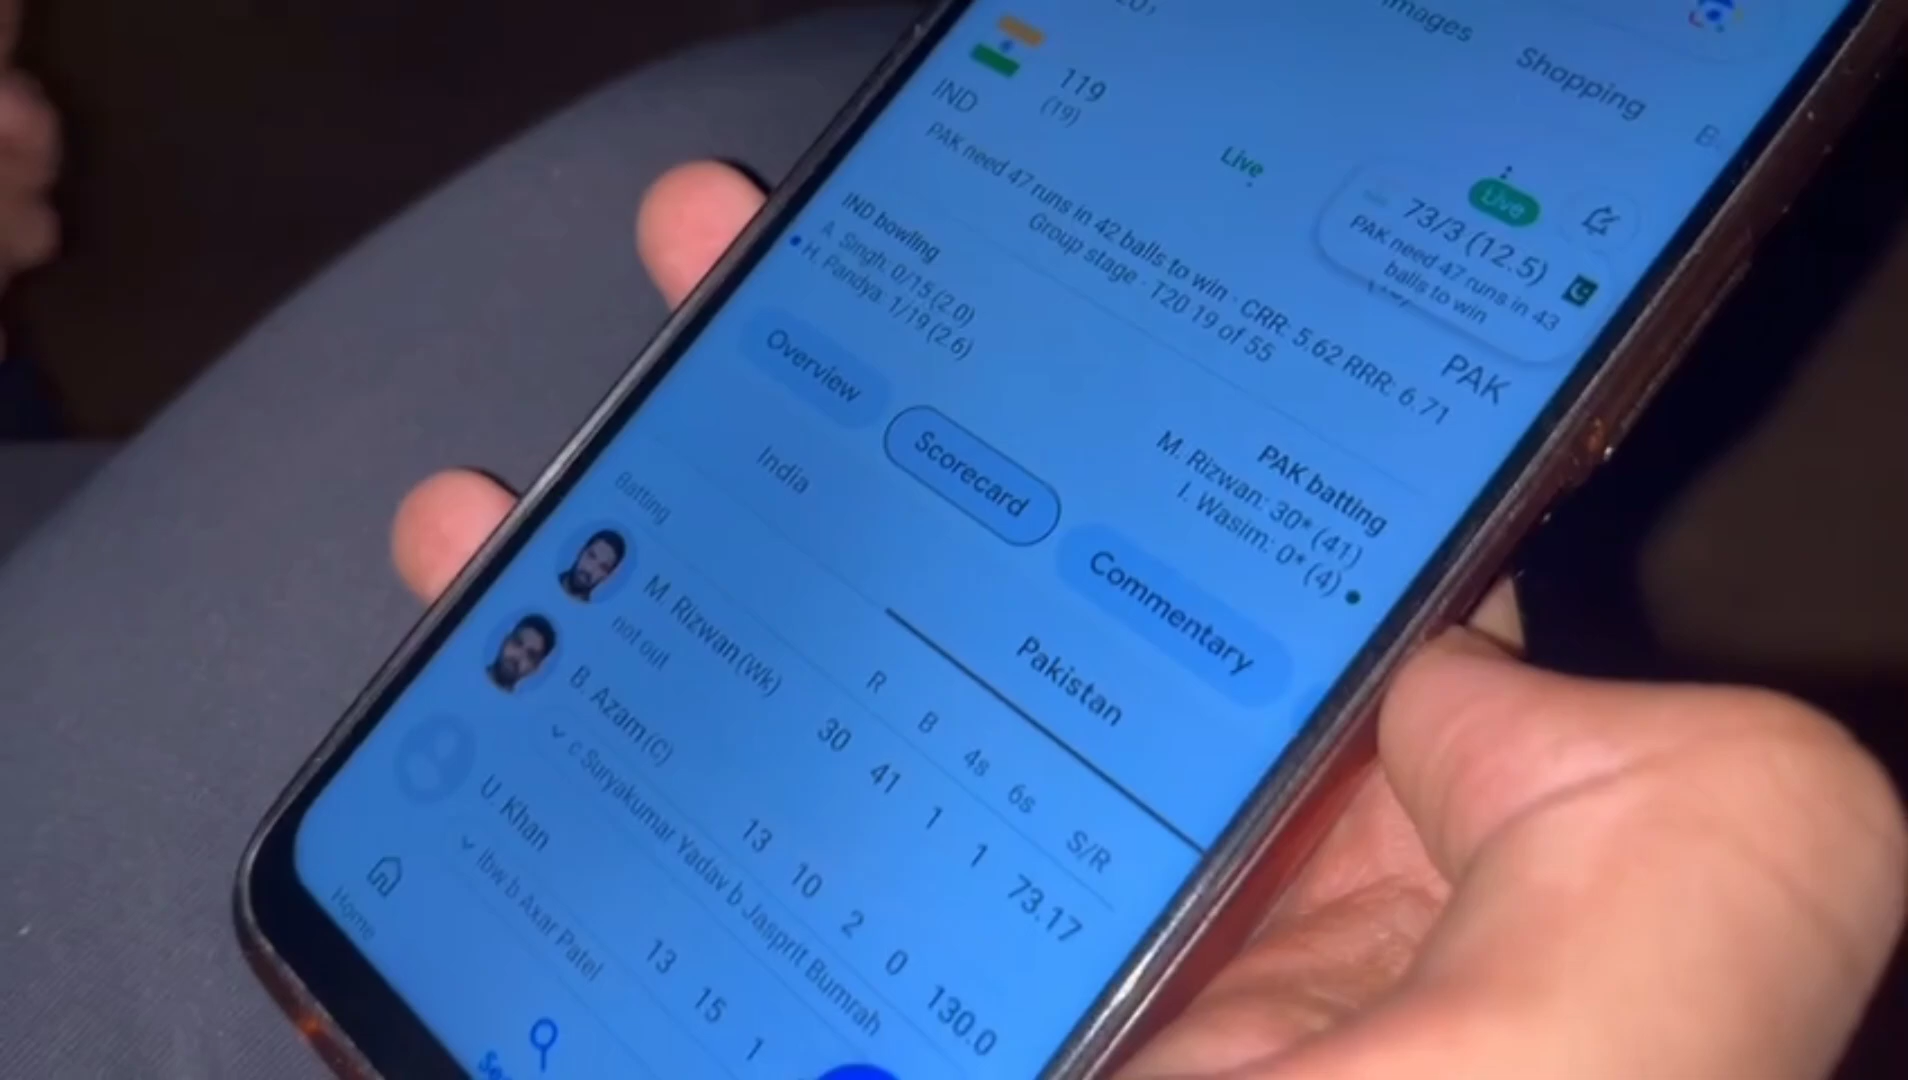 Images
Shopping
B.
119
(19)
IND
Live
Live
73/3 (12.5)
PAK need 47 runs in 43
balls to win
PAK
PAK need 47 runs in 42 balls to win · CRR: 5.62 RRR: 6.71
Group stage · T20 19 of 55
IND bowling
A. Singh: 0/15 (2.0)
H. Pandya: 1/19 (2.6)
PAK batting
M. Rizwan: 30* (41)
I. Wasim: 0* (4)
Overview
Scorecard
Commentary
India
Pakistan
Batting
R B 4s 6s S/R
M. Rizwan (Wk) 30 41 1 1 73.17
not out
B. Azam (C) 13 10 2 0 130.0
c Suryakumar Yadav b Jasprit Bumrah
U. Khan 13 15 1
lbw b Axar Patel
Home